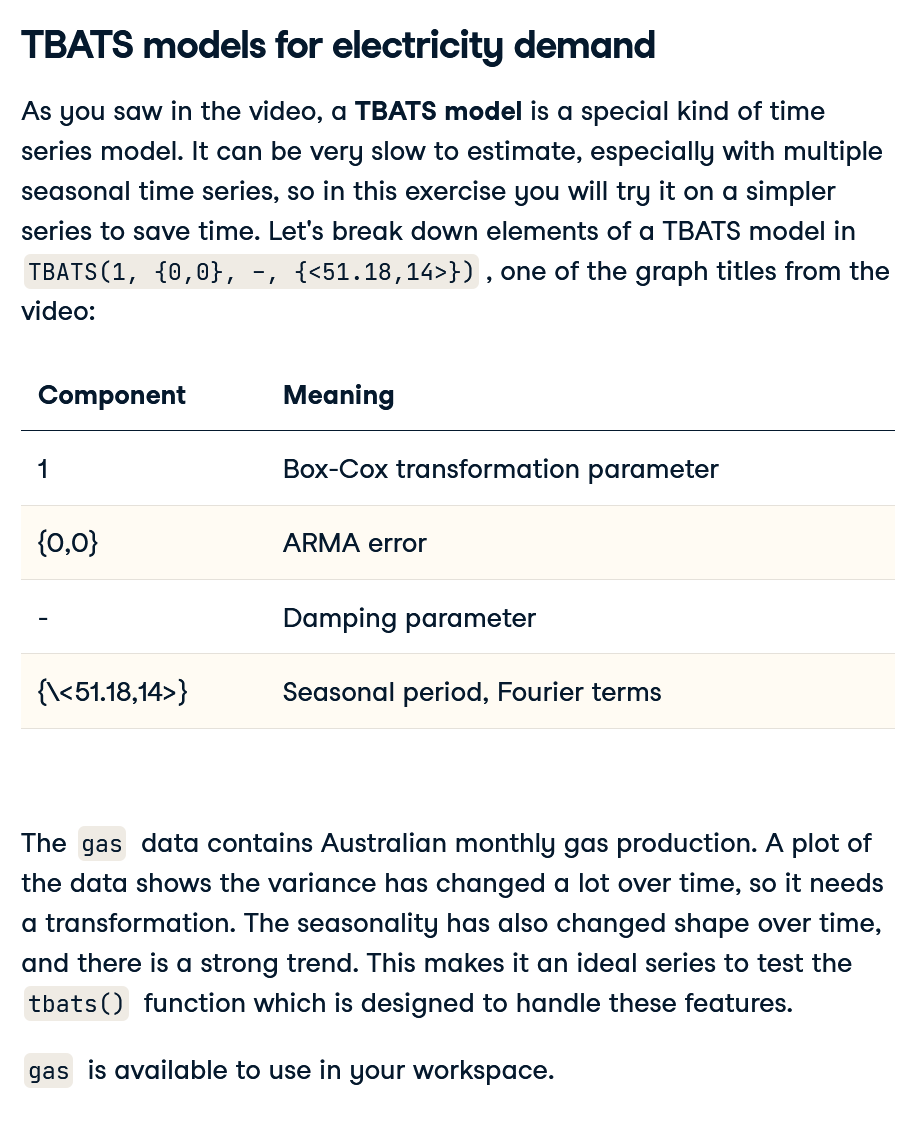 TBATS models for electricity demand
As you saw in the video, a TBATS model is a special kind of time
series model. It can be very slow to estimate, especially with multiple
seasonal time series, so in this exercise you will try it on a simpler
series to save time. Let's break down elements of a TBATS model in
TBATS(1, {0,0}, -, {<51.18,14>}) , one of the graph titles from the
video:
Component Meaning
1 Box-Cox transformation parameter
{0,0} ARMA error
- Damping parameter
{\<51.18,14>} Seasonal period, Fourier terms
The gas data contains Australian monthly gas production. A plot of
the data shows the variance has changed a lot over time, so it needs
a transformation. The seasonality has also changed shape over time,
and there is a strong trend. This makes it an ideal series to test the
tbats() function which is designed to handle these features.
gas is available to use in your workspace.